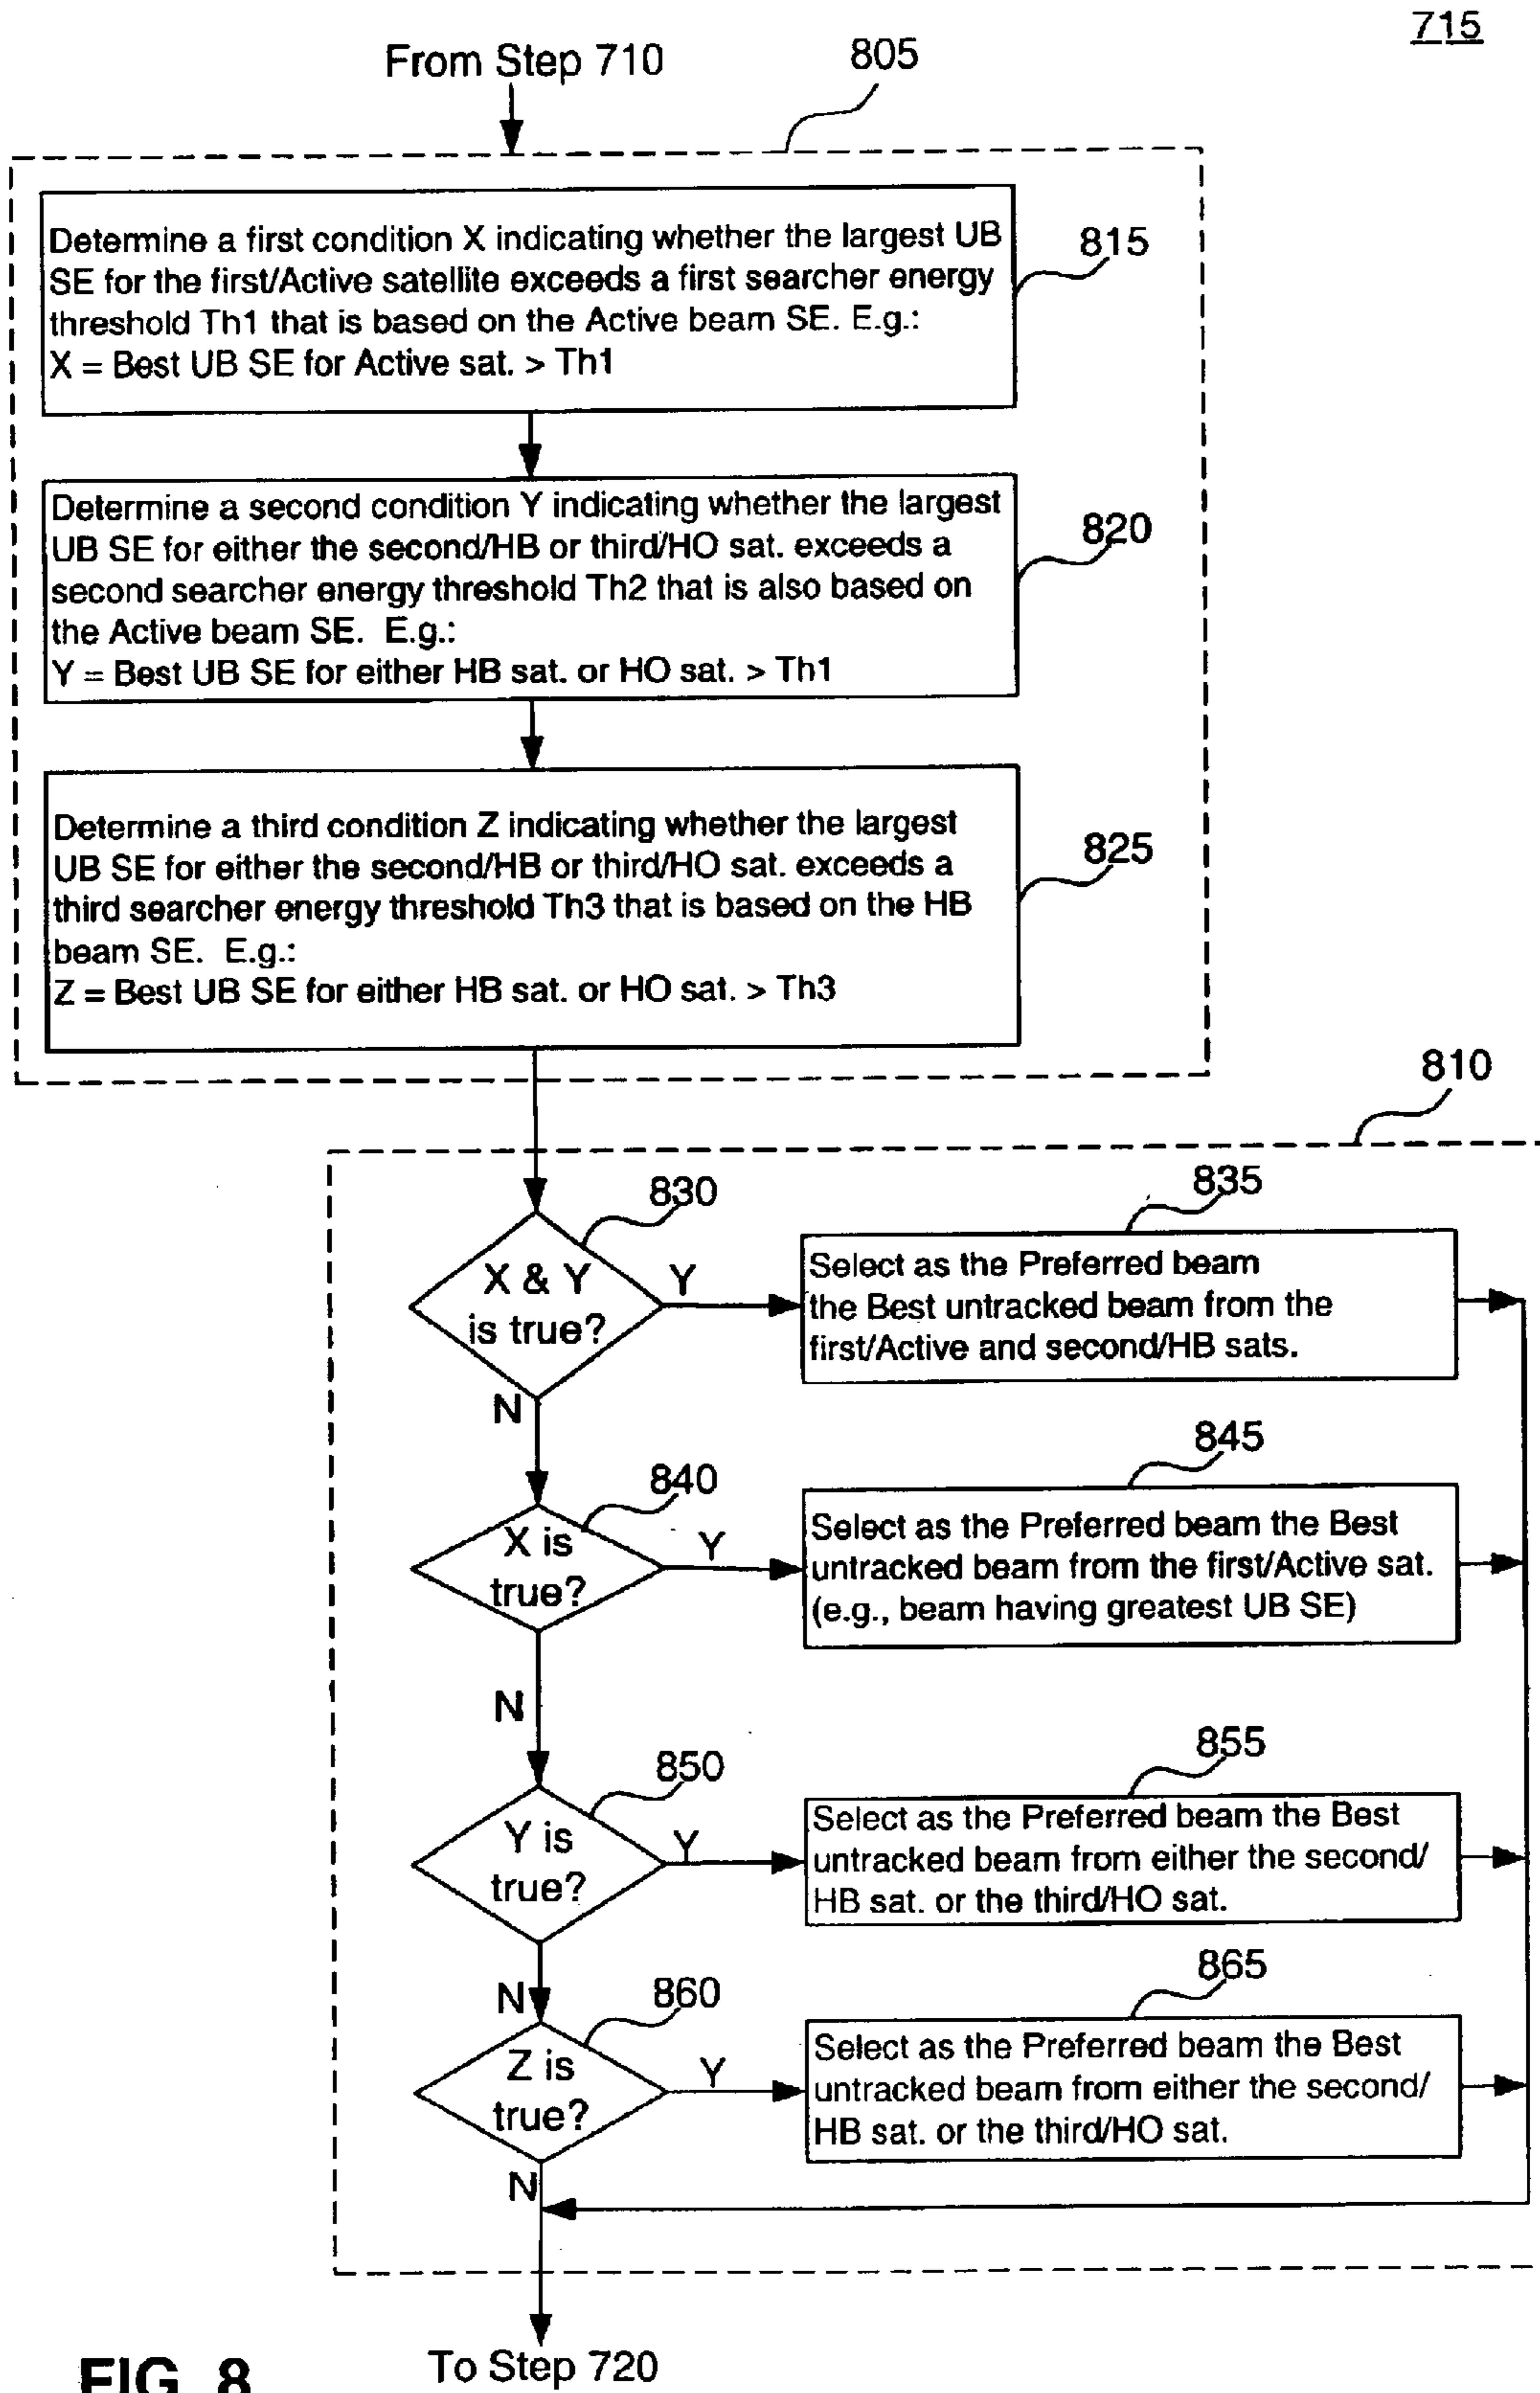 715
From Step 710
805
Determine a first condition X indicating whether the largest UB
SE for the first/Active satellite exceeds a first searcher energy
threshold Th1 that is based on the Active beam SE. E.g.:
X = Best UB SE for Active sat. > Th1
815
Determine a second condition Y indicating whether the largest
UB SE for either the second/HB or third/HO sat. exceeds a
second searcher energy threshold Th2 that is also based on
the Active beam SE. E.g.:
Y = Best UB SE for either HB sat. or HO sat. > Th1
820
Determine a third condition Z indicating whether the largest
UB SE for either the second/HB or third/HO sat. exceeds a
third searcher energy threshold Th3 that is based on the HB
beam SE. E.g.:
Z = Best UB SE for either HB sat. or HO sat. > Th3
825
810
830
X & Y
is true?
Y
N
835
Select as the Preferred beam
the Best untracked beam from the
first/Active and second/HB sats.
840
X is
true?
Y
N
845
Select as the Preferred beam the Best
untracked beam from the first/Active sat.
(e.g., beam having greatest UB SE)
850
Y is
true?
Y
N
855
Select as the Preferred beam the Best
untracked beam from either the second/
HB sat. or the third/HO sat.
860
Z is
true?
Y
N
865
Select as the Preferred beam the Best
untracked beam from either the second/
HB sat. or the third/HO sat.
To Step 720
FIG. 8